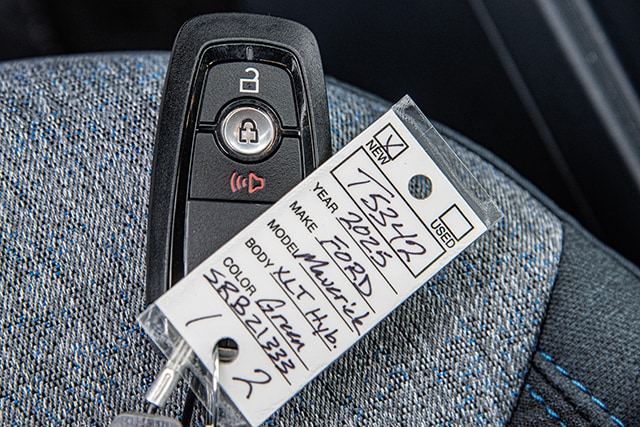 NEW
USED
T5342
YEAR 2025
MAKE FORD
MODEL Maverick
BODY XLT Hyb.
COLOR Green
SRB21333
1 2